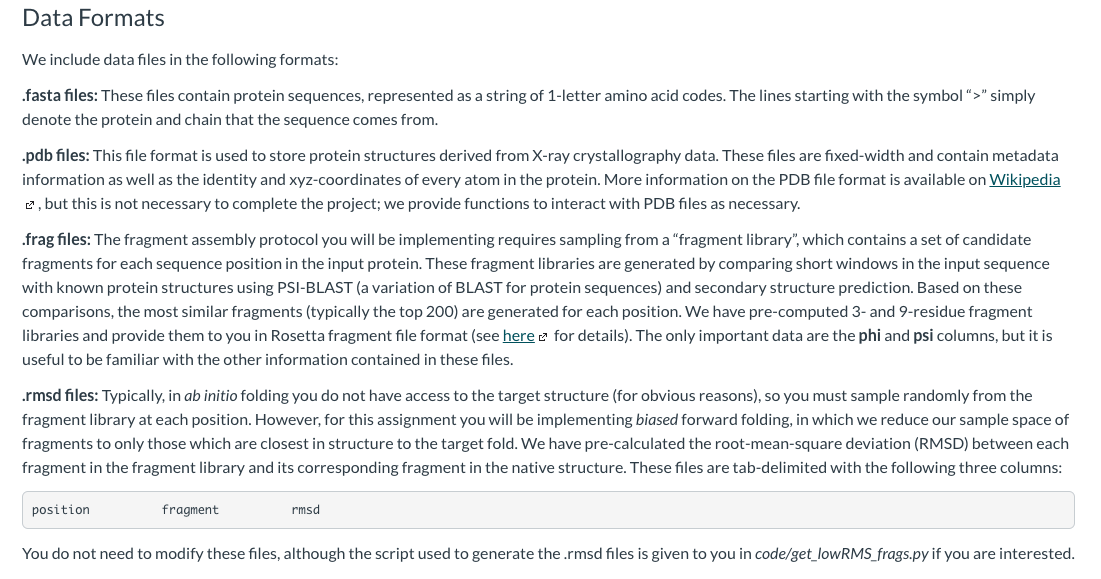 Data Formats
We include data files in the following formats:
.fasta files: These files contain protein sequences, represented as a string of 1-letter amino acid codes. The lines starting with the symbol “>” simply
denote the protein and chain that the sequence comes from.
.pdb files: This file format is used to store protein structures derived from X-ray crystallography data. These files are fixed-width and contain metadata
information as well as the identity and xyz-coordinates of every atom in the protein. More information on the PDB file format is available on Wikipedia
, but this is not necessary to complete the project; we provide functions to interact with PDB files as necessary.
.frag files: The fragment assembly protocol you will be implementing requires sampling from a “fragment library”, which contains a set of candidate
fragments for each sequence position in the input protein. These fragment libraries are generated by comparing short windows in the input sequence
with known protein structures using PSI-BLAST (a variation of BLAST for protein sequences) and secondary structure prediction. Based on these
comparisons, the most similar fragments (typically the top 200) are generated for each position. We have pre-computed 3- and 9-residue fragment
libraries and provide them to you in Rosetta fragment file format (see here for details). The only important data are the phi and psi columns, but it is
useful to be familiar with the other information contained in these files.
.rmsd files: Typically, in ab initio folding you do not have access to the target structure (for obvious reasons), so you must sample randomly from the
fragment library at each position. However, for this assignment you will be implementing biased forward folding, in which we reduce our sample space of
fragments to only those which are closest in structure to the target fold. We have pre-calculated the root-mean-square deviation (RMSD) between each
fragment in the fragment library and its corresponding fragment in the native structure. These files are tab-delimited with the following three columns:
position fragment rmsd
You do not need to modify these files, although the script used to generate the .rmsd files is given to you in code/get_lowRMS_frags.py if you are interested.